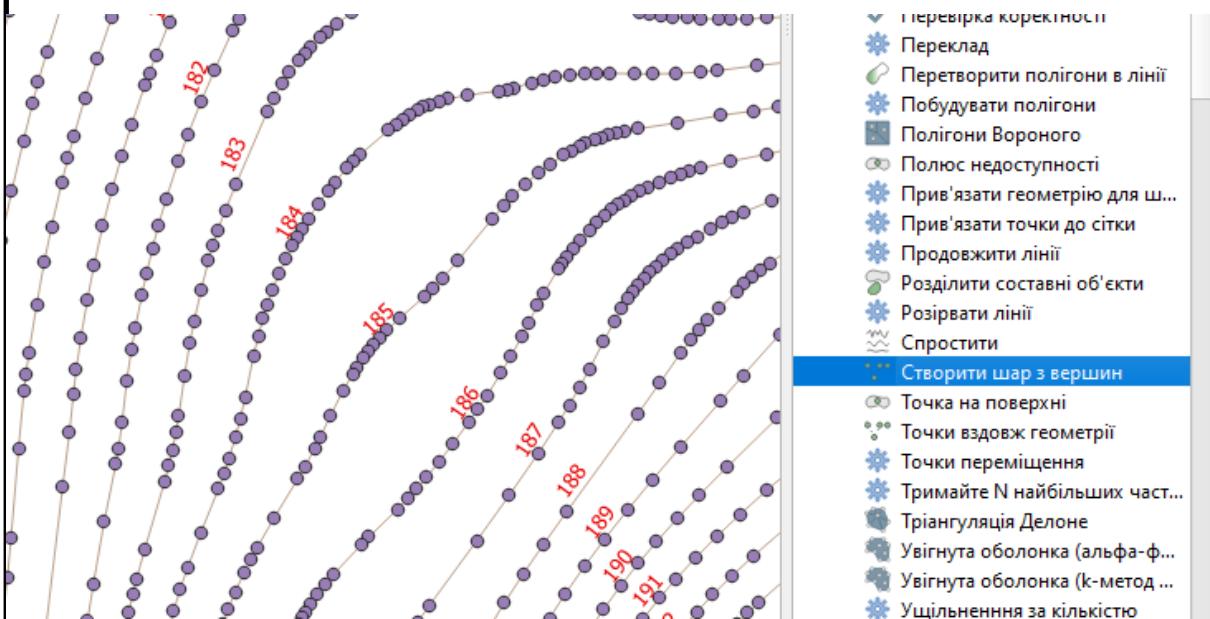 Перевірка коректності
Переклад
Перетворити полігони в лінії
Побудувати полігони
Полігони Вороного
Полюс недоступності
Прив'язати геометрію для ш...
Прив'язати точки до сітки
Продовжити лінії
Розділити составні об'єкти
Розірвати лінії
Спростити
Створити шар з вершин
Точка на поверхні
Точки вздовж геометрії
Точки переміщення
Тримайте N найбільших част...
Тріангуляція Делоне
Увігнута оболонка (альфа-ф...
Увігнута оболонка (k-метод ...
Ущільненння за кількістю
182
183
184
185
186
187
188
189
190
191